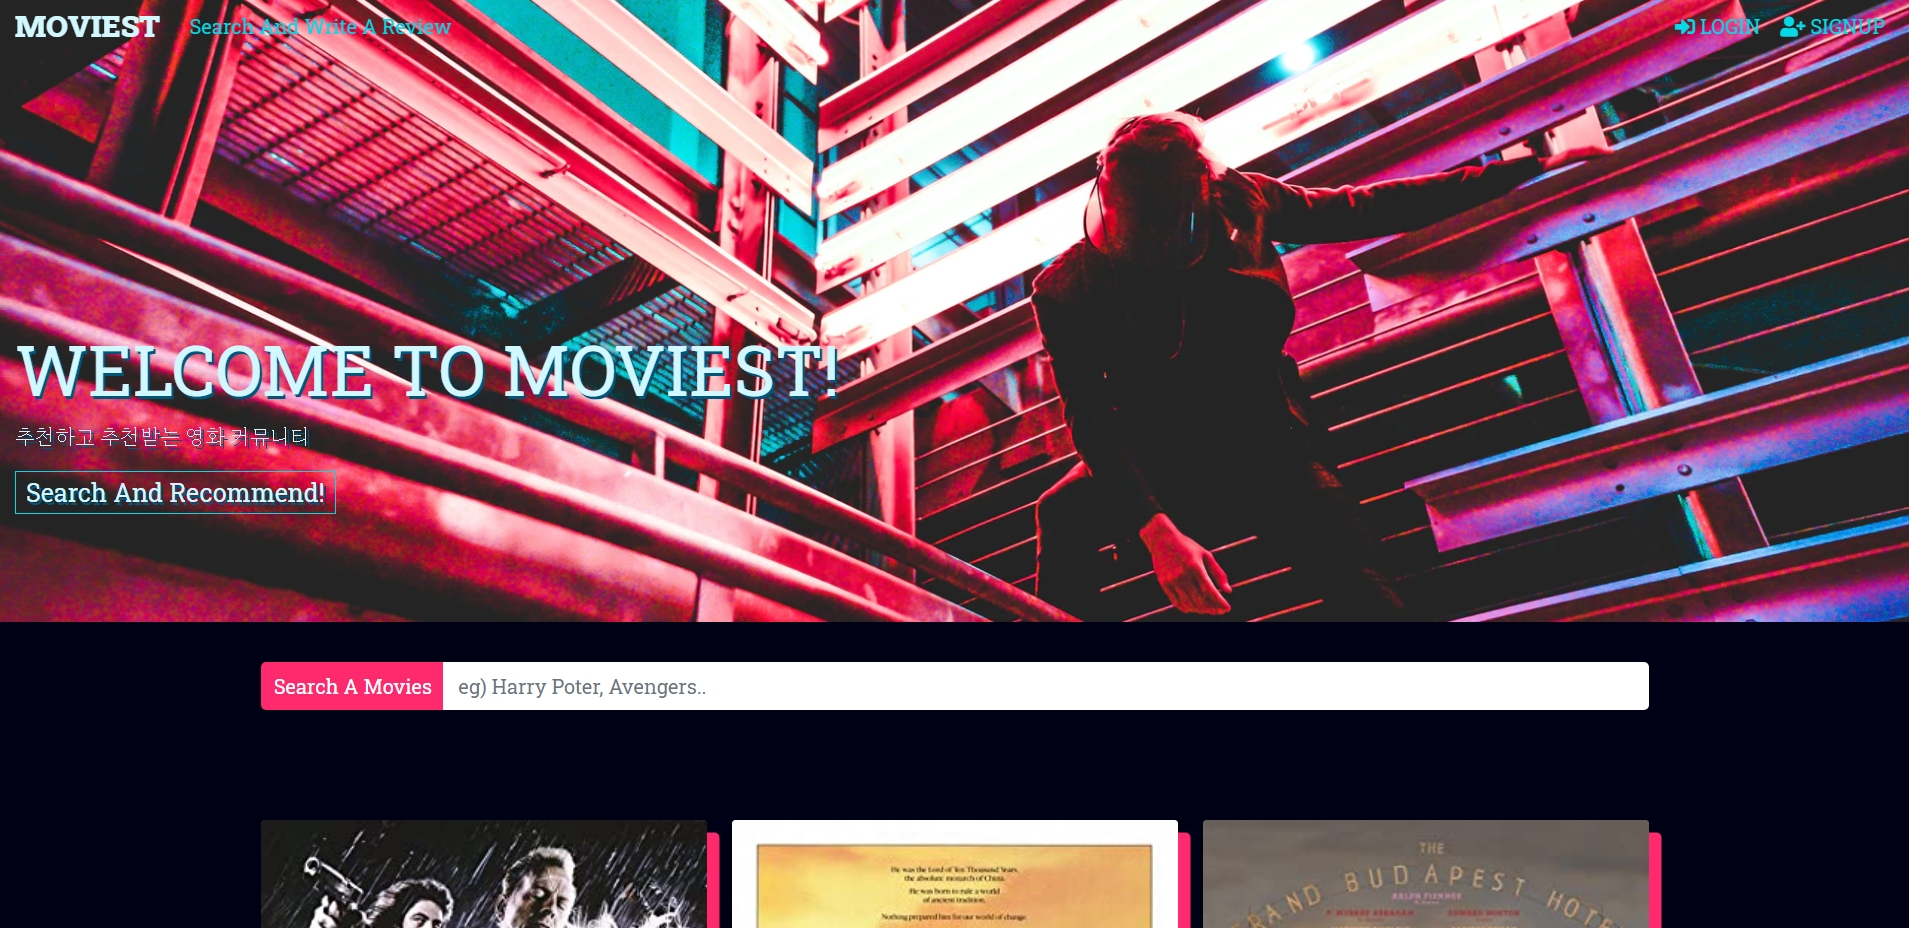 MOVIEST
Search And Write A Review
LOGIN
SIGNUP
WELCOME TO MOVIEST!
추천하고 추천받는 영화 커뮤니티
Search And Recommend!
Search A Movies
eg) Harry Poter, Avengers..
He was the Lord of Ten Thousand Years,
the absolute monarch of China.
He was born to rule a world
of ancient tradition.
Nothing prepared him for our world of change.
THE
GRAND BUDAPEST HOTEL
RALPH FIENNES
F. MURRAY ABRAHAM
EDWARD NORTON